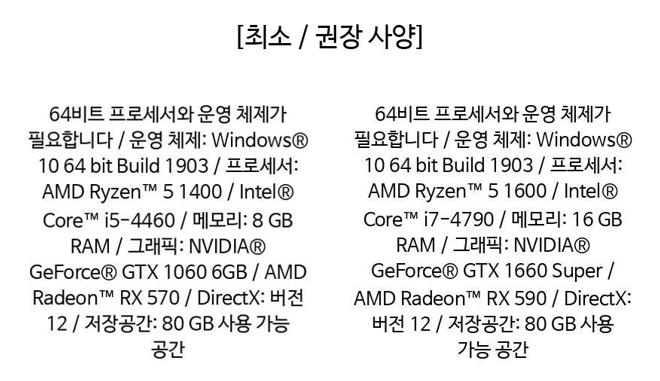 [최소 / 권장 사양]
64비트 프로세서와 운영 체제가
필요합니다 / 운영 체제: Windows®
10 64 bit Build 1903 / 프로세서:
AMD Ryzen™ 5 1400 / Intel®
Core™ i5-4460 / 메모리: 8 GB
RAM / 그래픽: NVIDIA®
GeForce® GTX 1060 6GB / AMD
Radeon™ RX 570 / DirectX: 버전
12 / 저장공간: 80 GB 사용 가능
공간
64비트 프로세서와 운영 체제가
필요합니다 / 운영 체제: Windows®
10 64 bit Build 1903 / 프로세서:
AMD Ryzen™ 5 1600 / Intel®
Core™ i7-4790 / 메모리: 16 GB
RAM / 그래픽: NVIDIA®
GeForce® GTX 1660 Super /
AMD Radeon™ RX 590 / DirectX:
버전 12 / 저장공간: 80 GB 사용
가능 공간